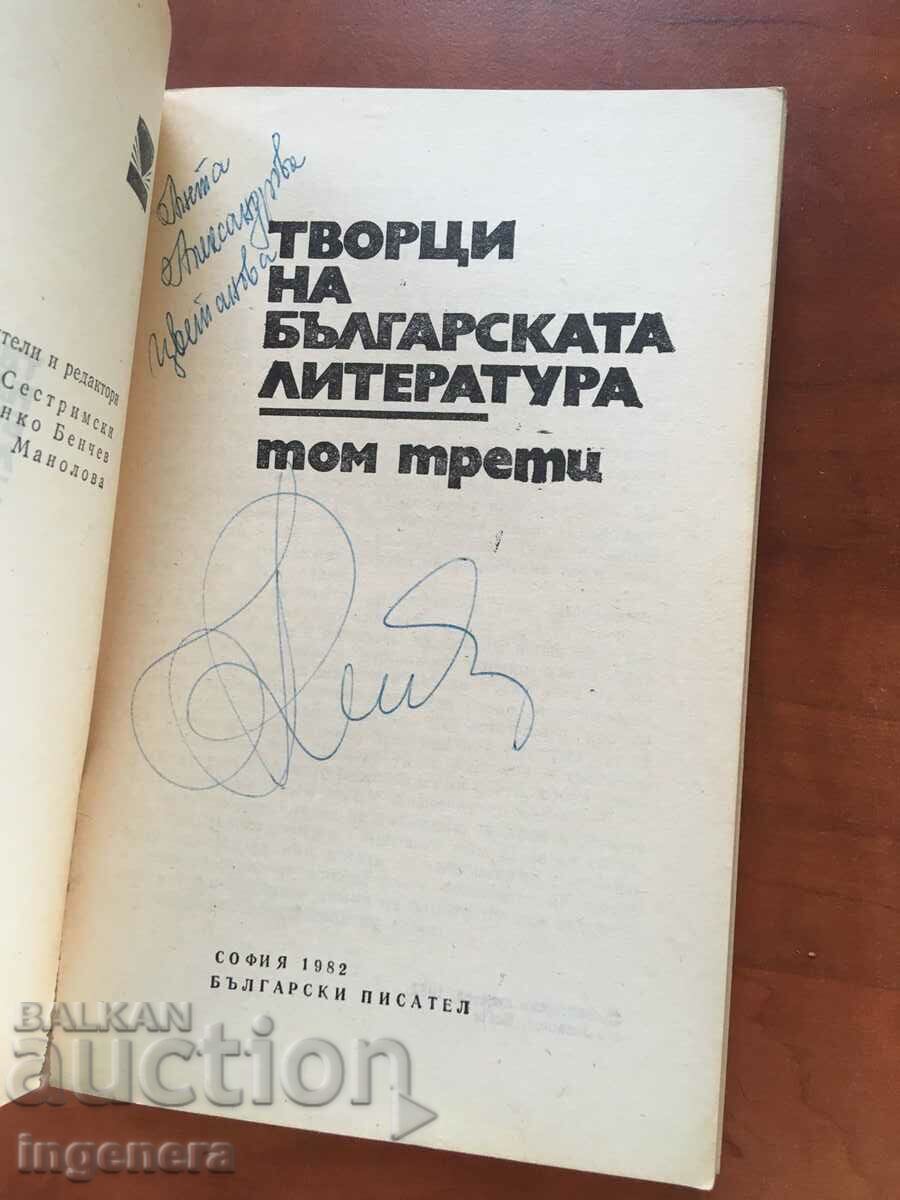 тели и редактори
Сестримски
нко Бенчев
Манолова
Анта
Александрова
Цветанова
ТВОРЦИ
НА
БЪЛГАРСКАТА
ЛИТЕРАТУРА
том трети
СОФИЯ 1982
БЪЛГАРСКИ ПИСАТЕЛ
BALKAN
auction
ingenera